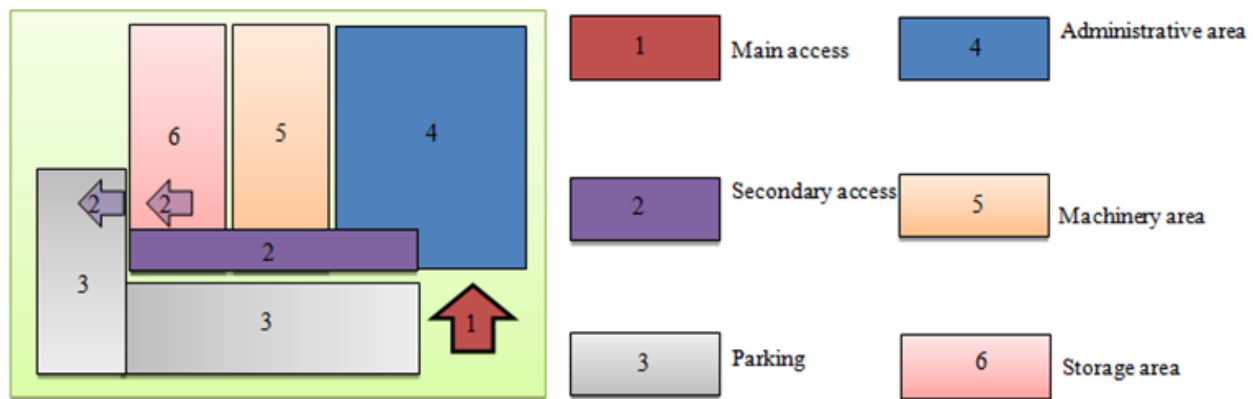 6
5
4
2
2
2
3
3
1
1
Main access
4
Administrative area
2
Secondary access
5
Machinery area
3
Parking
6
Storage area